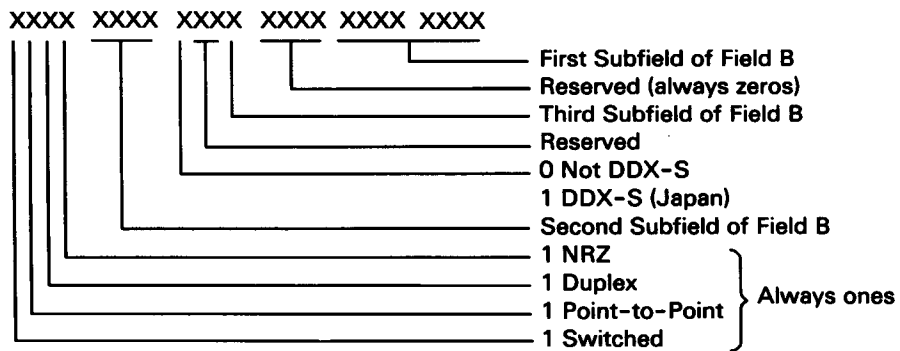 XXXX XXXX XXXX XXXX XXXX XXXX
First Subfield of Field B
Reserved (always zeros)
Third Subfield of Field B
Reserved
0 Not DDX-S
1 DDX-S (Japan)
Second Subfield of Field B
1 NRZ
1 Duplex
Always ones
1 Point-to-Point
1 Switched